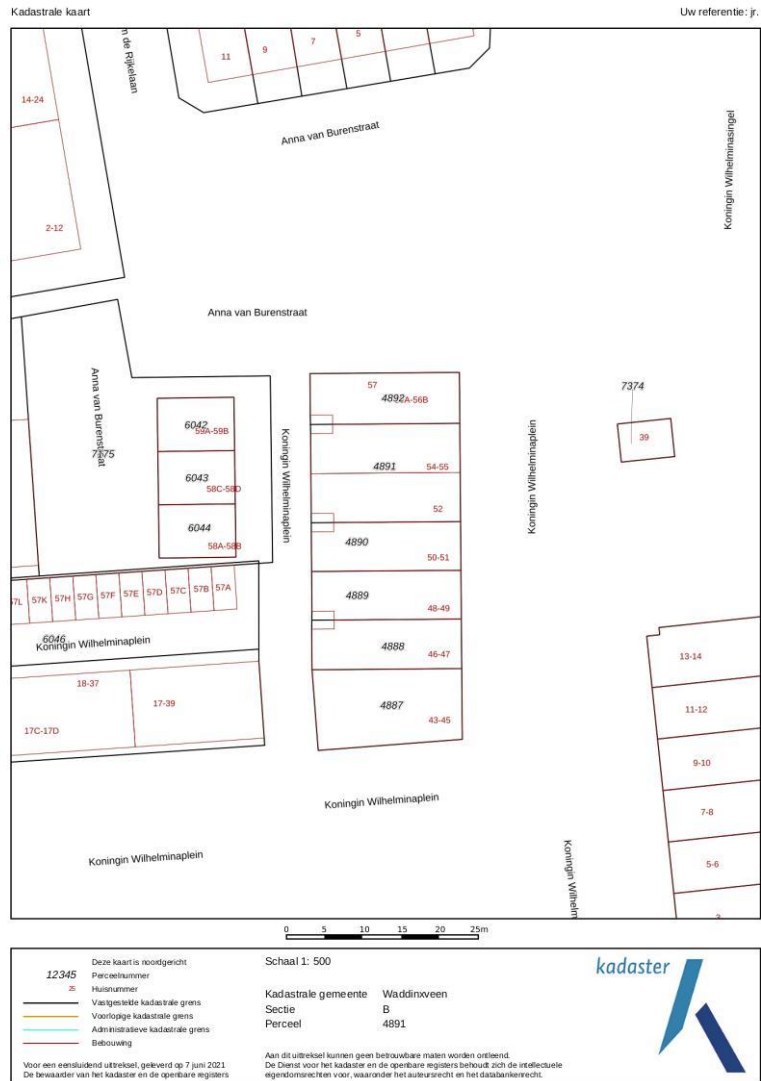 Kadastrale kaart
Uw referentie: jr.
11
9
7
5
m de Rijkelaan
14-24
2-12
Anna van Burenstraat
Koningin Wilhelminasingel
Anna van Burenstraat
Anna van Burenstraat
7175
6042
59A-59B
6043
58C-58D
6044
58A-58B
Koningin Wilhelminaplein
57
4892
A-56B
4891
54-55
52
4890
50-51
4889
48-49
4888
46-47
4887
43-45
Koningin Wilhelminaplein
7374
39
57L
57K
57H
57G
57F
57E
57D
57C
57B
57A
6046
Koningin Wilhelminaplein
18-37
17-39
17C-17D
13-14
11-12
9-10
7-8
5-6
3
Koningin Wilhelminaplein
Koningin Wilhelminaplein
Koningin Wilhelm
0 5 10 15 20 25m
Deze kaart is noordgericht
12345 Perceelnummer
25 Huisnummer
Vastgestelde kadastrale grens
Voorlopige kadastrale grens
Administratieve kadastrale grens
Bebouwing
Voor een eensluidend uittreksel, geleverd op 7 juni 2021
De bewaarder van het kadaster en de openbare registers
Schaal 1: 500
Kadastrale gemeente Waddinxveen
Sectie B
Perceel 4891
Aan dit uittreksel kunnen geen betrouwbare maten worden ontleend.
De Dienst voor het kadaster en de openbare registers behoudt zich de intellectuele
eigendomsrechten voor, waaronder het auteursrecht en het databankenrecht.
kadaster